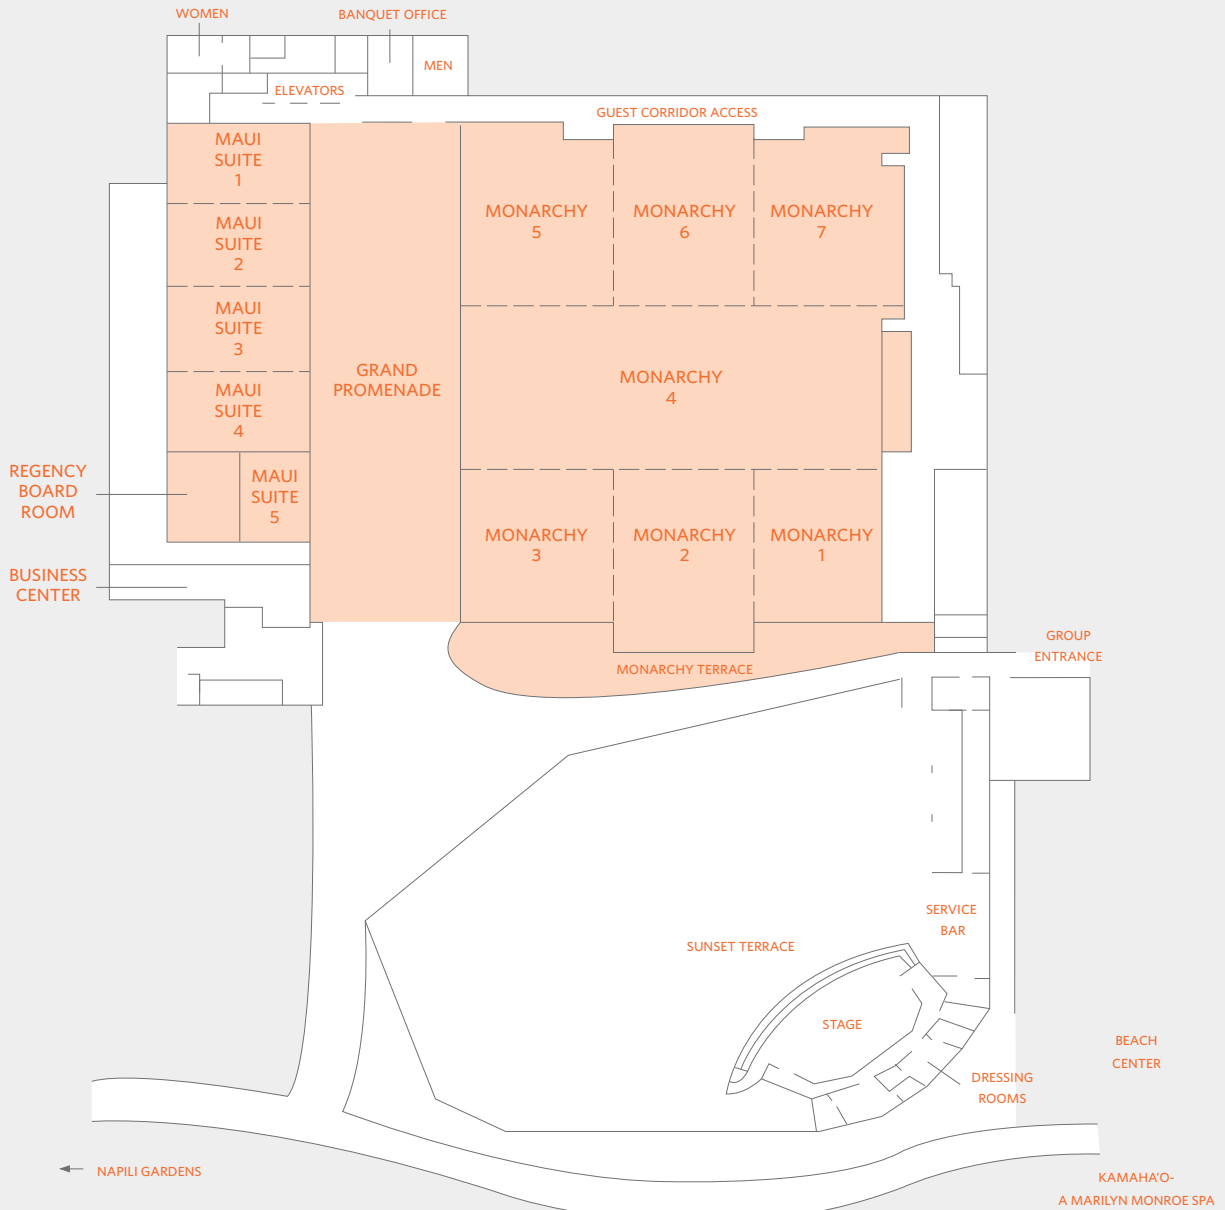 WOMEN
BANQUET OFFICE
MEN
ELEVATORS
GUEST CORRIDOR ACCESS
MAUI
SUITE
1
MAUI
SUITE
2
MAUI
SUITE
3
MAUI
SUITE
4
MAUI
SUITE
5
REGENCY
BOARD
ROOM
BUSINESS
CENTER
GRAND
PROMENADE
MONARCHY
5
MONARCHY
6
MONARCHY
7
MONARCHY
4
MONARCHY
3
MONARCHY
2
MONARCHY
1
MONARCHY TERRACE
GROUP
ENTRANCE
SERVICE
BAR
SUNSET TERRACE
STAGE
DRESSING
ROOMS
BEACH
CENTER
NAPILI GARDENS
KAMAHA'O-
A MARILYN MONROE SPA